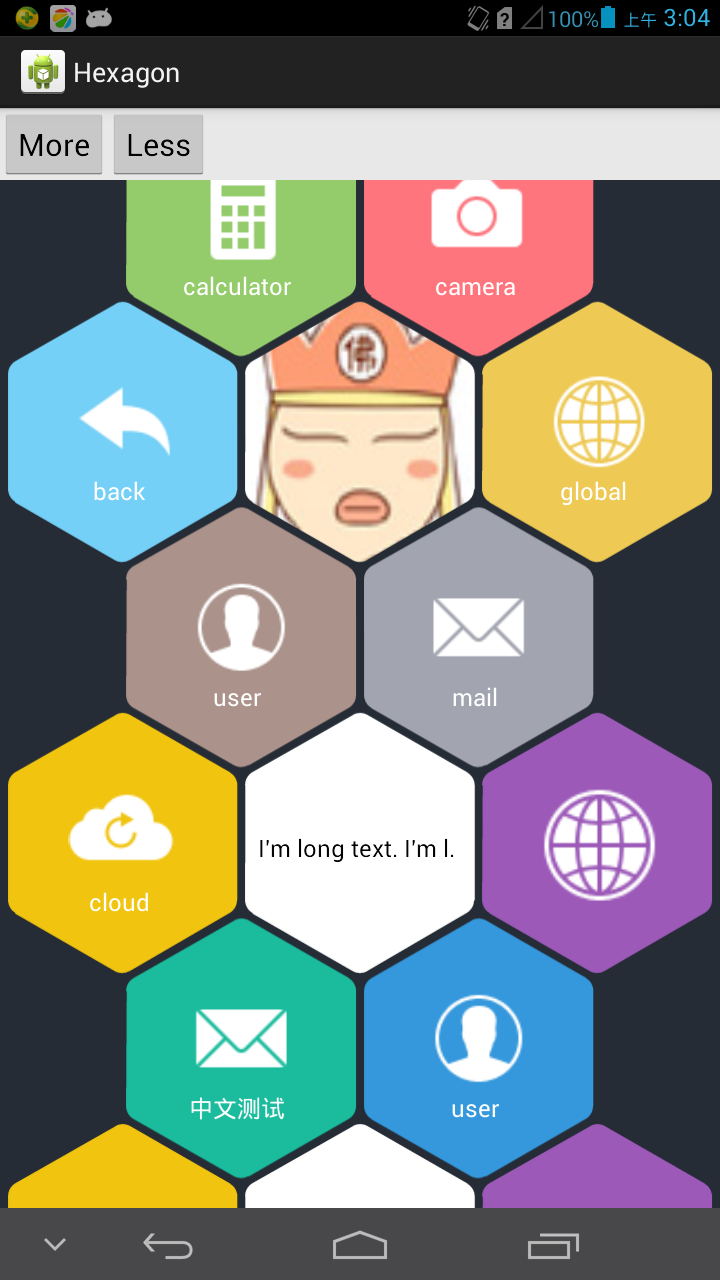 100% 上午 3:04
Hexagon
More Less
calculator camera
佛
back global
user mail
I'm long text. I'm l.
cloud
中文测试 user